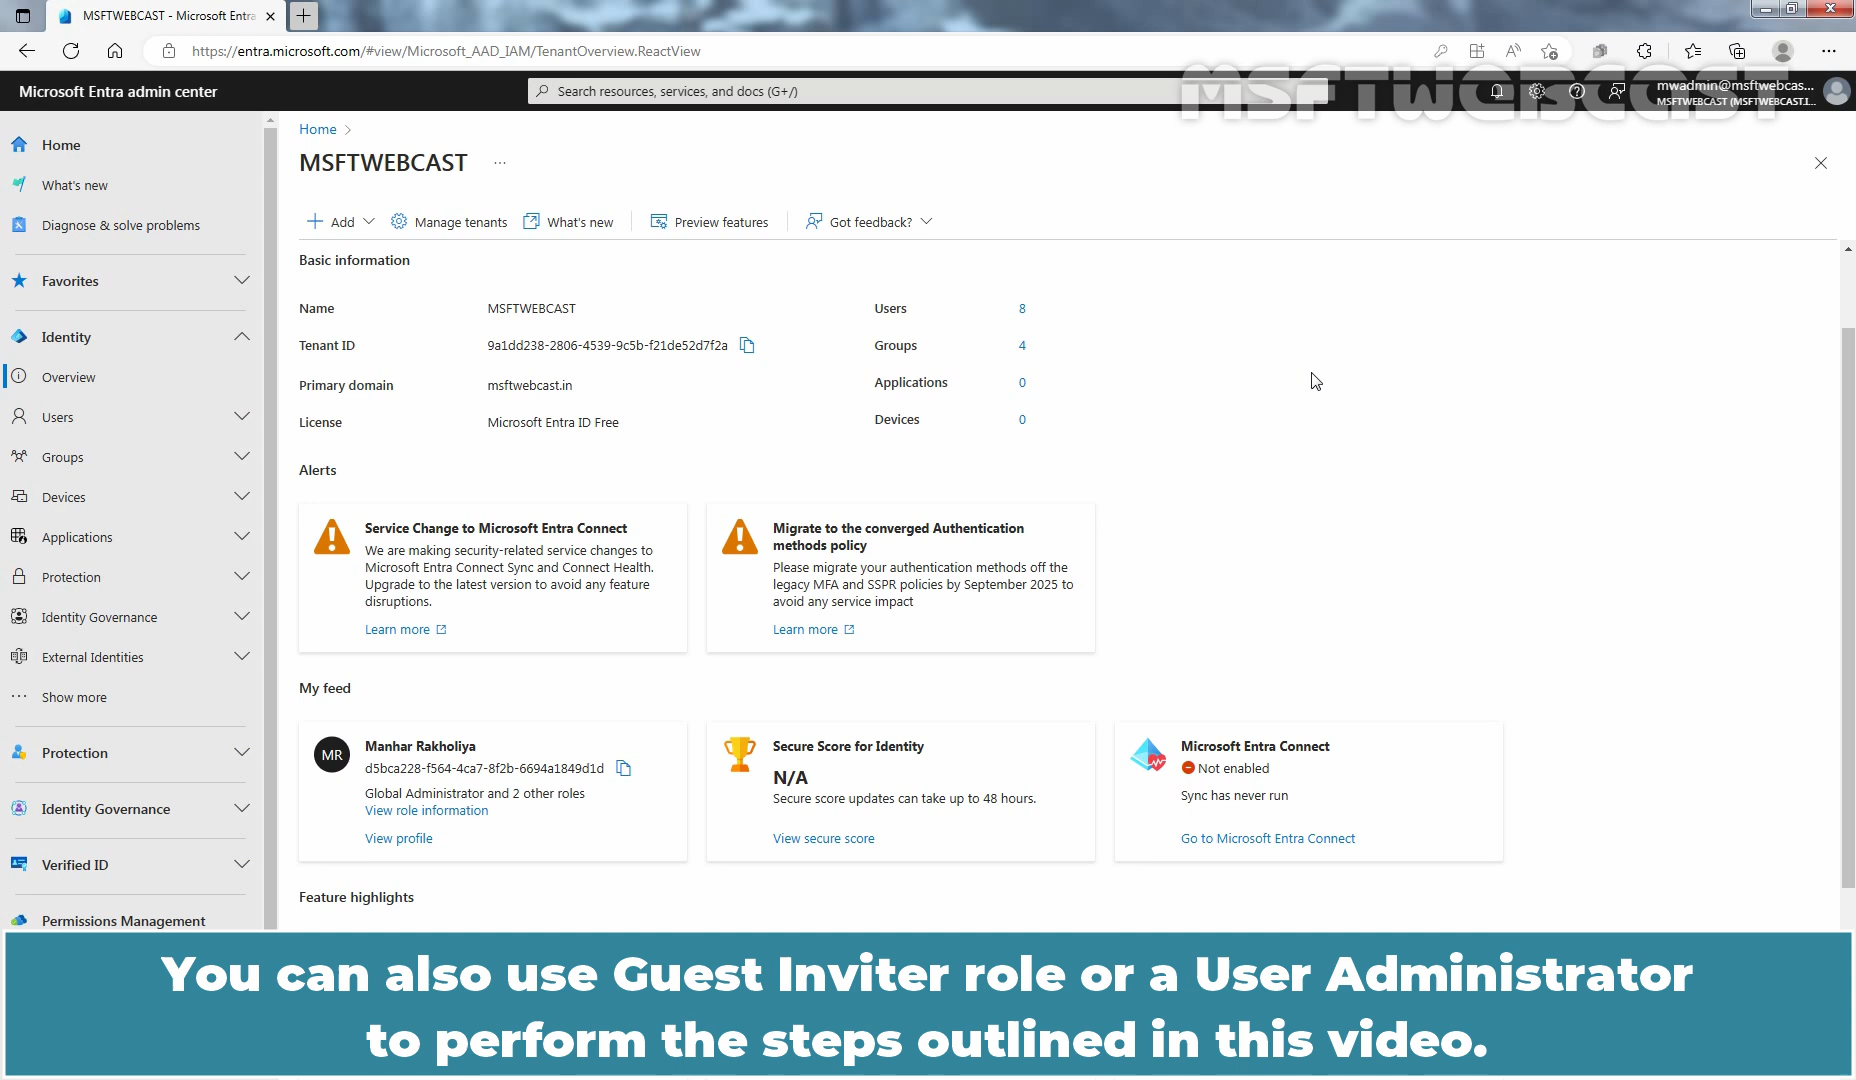 MSFTWEBCAST - Microsoft Entra
https://entra.microsoft.com/#view/Microsoft_AAD_IAM/TenantOverview.ReactView
MSFTWEBCAST
Microsoft Entra admin center
Search resources, services, and docs (G+/)
mwadmin@msftwebcas...
MSFTWEBCAST (MSFTWEBCAST.I...
Home
What's new
Diagnose & solve problems
Favorites
Identity
Overview
Users
Groups
Devices
Applications
Protection
Identity Governance
External Identities
Show more
Protection
Identity Governance
Verified ID
Permissions Management
Home
MSFTWEBCAST
Add
Manage tenants
What's new
Preview features
Got feedback?
Basic information
Name MSFTWEBCAST Users 8
Tenant ID 9a1dd238-2806-4539-9c5b-f21de52d7f2a Groups 4
Primary domain msftwebcast.in Applications 0
License Microsoft Entra ID Free Devices 0
Alerts
Service Change to Microsoft Entra Connect
We are making security-related service changes to
Microsoft Entra Connect Sync and Connect Health.
Upgrade to the latest version to avoid any feature
disruptions.
Learn more
Migrate to the converged Authentication
methods policy
Please migrate your authentication methods off the
legacy MFA and SSPR policies by September 2025 to
avoid any service impact
Learn more
My feed
MR
Manhar Rakholiya
d5bca228-f564-4ca7-8f2b-6694a1849d1d
Global Administrator and 2 other roles
View role information
View profile
Secure Score for Identity
N/A
Secure score updates can take up to 48 hours.
View secure score
Microsoft Entra Connect
Not enabled
Sync has never run
Go to Microsoft Entra Connect
Feature highlights
You can also use Guest Inviter role or a User Administrator
to perform the steps outlined in this video.